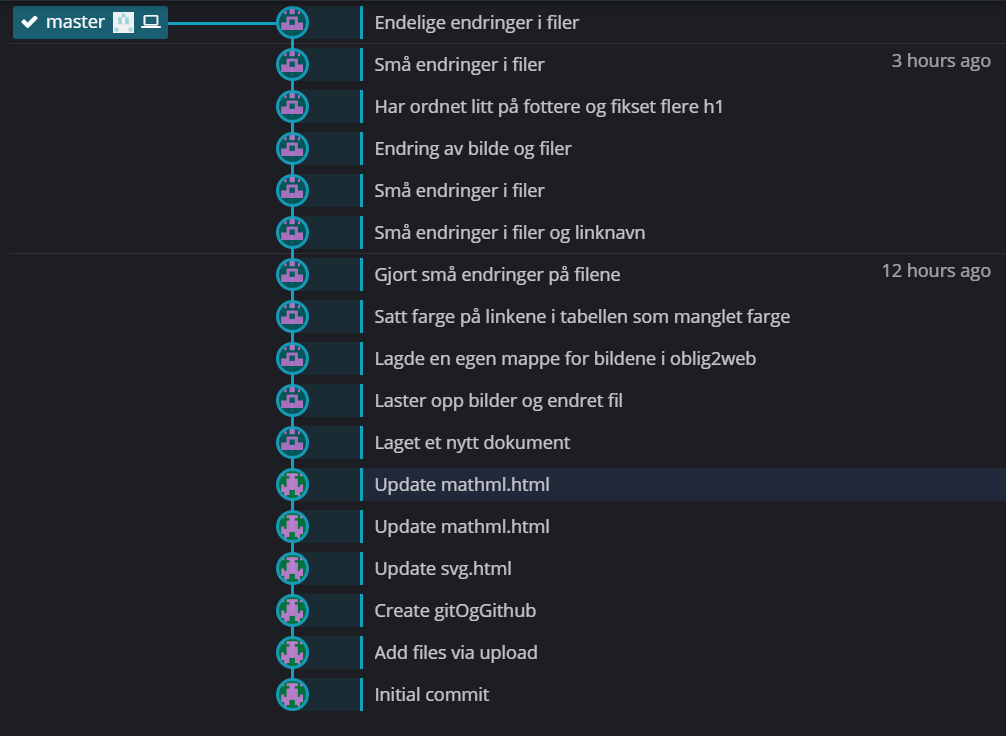 master
Endelige endringer i filer
Små endringer i filer 3 hours ago
Har ordnet litt på fottere og fikset flere h1
Endring av bilde og filer
Små endringer i filer
Små endringer i filer og linknavn
Gjort små endringer på filene 12 hours ago
Satt farge på linkene i tabellen som manglet farge
Lagde en egen mappe for bildene i oblig2web
Laster opp bilder og endret fil
Laget et nytt dokument
Update mathml.html
Update mathml.html
Update svg.html
Create gitOgGithub
Add files via upload
Initial commit